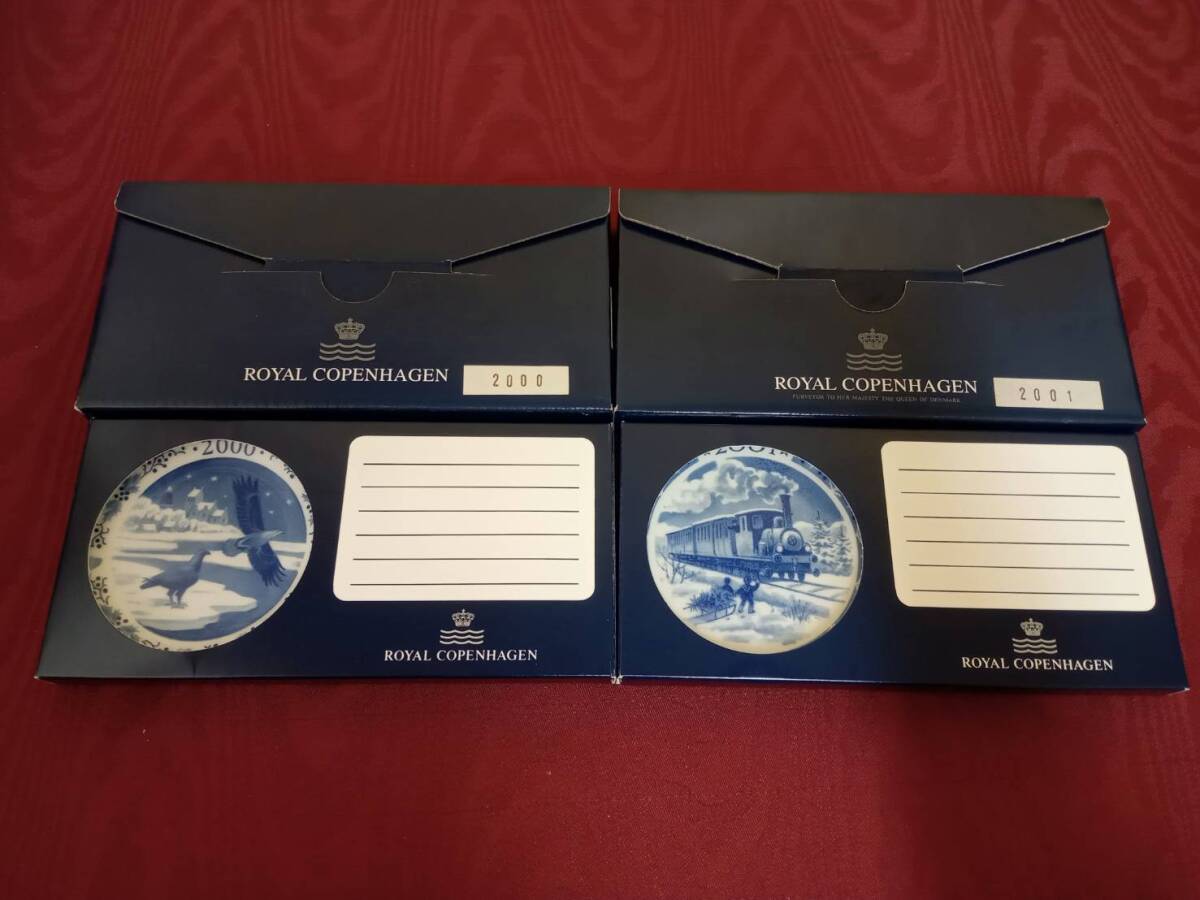 ROYAL COPENHAGEN
2000
ROYAL COPENHAGEN
PURVEYOR TO HER MAJESTY THE QUEEN OF DENMARK
2001
2000
ROYAL COPENHAGEN
2001
ROYAL COPENHAGEN